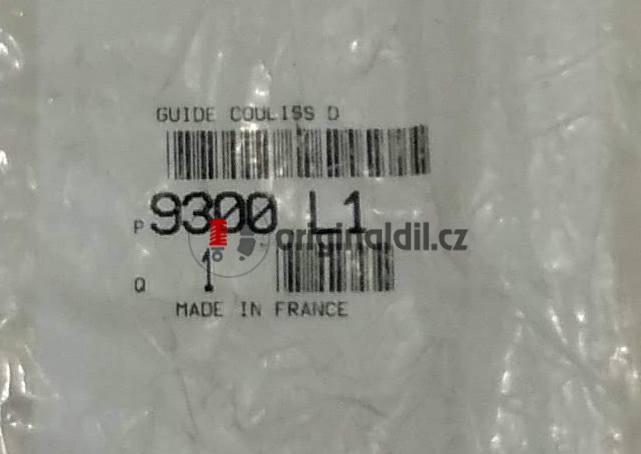 GUIDE COULISS D
P 9300 L1
originaldil.cz
Q 1
MADE IN FRANCE